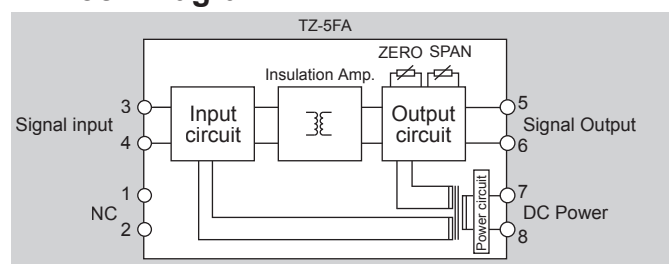 TZ-5FA
ZERO SPAN
Insulation Amp.
Signal input
3
4
Input
circuit
Output
circuit
5
6
Signal Output
NC
1
2
Power circuit
7
8
DC Power